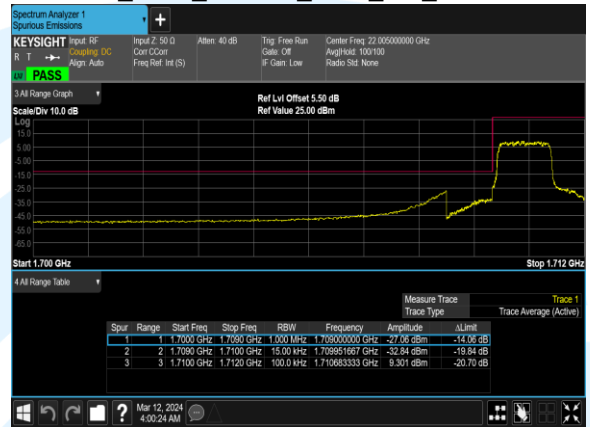 Spectrum Analyzer 1
Spurious Emissions
+
KEYSIGHT Input: RF Input Z: 50 Ω Atten: 40 dB Trig: Free Run Center Freq: 22.005000000 GHz
R T Coupling: DC Corr CCorr Gate: Off Avg|Hold: 100/100
Align: Auto Freq Ref: Int (S) IF Gain: Low Radio Std: None
PASS
3 All Range Graph
Ref Lvl Offset 5.50 dB
Scale/Div 10.0 dB Ref Value 25.00 dBm
Log
15.0
5.00
-5.00
-15.0
-25.0
-35.0
-45.0
-55.0
-65.0
Start 1.700 GHz Stop 1.712 GHz
4 All Range Table
Measure Trace Trace 1
Trace Type Trace Average (Active)
Spur Range Start Freq Stop Freq RBW Frequency Amplitude ΔLimit
1 1 1.7000 GHz 1.7090 GHz 1.000 MHz 1.709000000 GHz -27.06 dBm -14.06 dB
2 2 1.7090 GHz 1.7100 GHz 15.00 kHz 1.709951667 GHz -32.84 dBm -19.84 dB
3 3 1.7100 GHz 1.7120 GHz 100.0 kHz 1.710683333 GHz 9.301 dBm -20.70 dB
?
Mar 12, 2024
4:00:24 AM